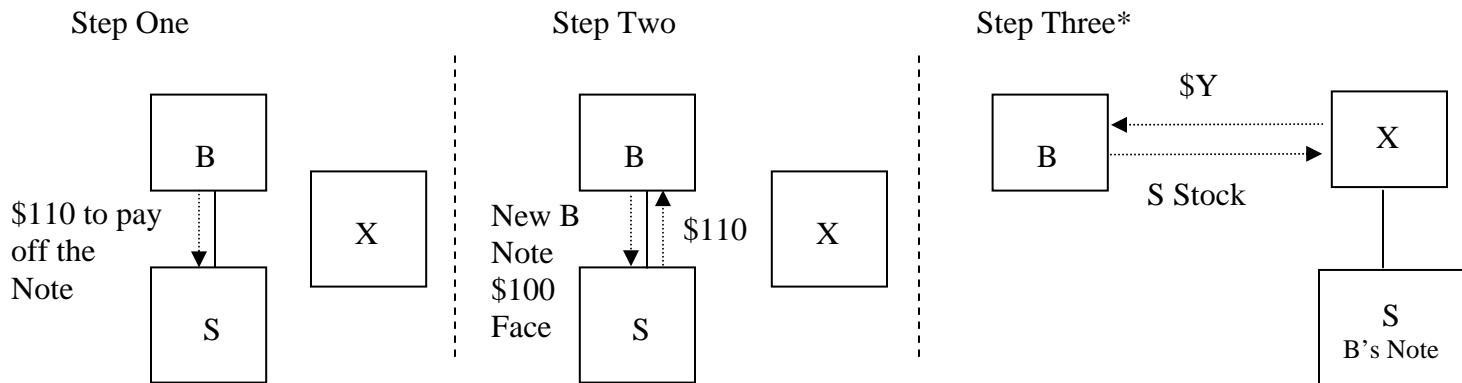 Step One
B
$110 to pay
off the
Note
X
S
Step Two
B
New B
Note
$100
Face
$110
X
S
Step Three*
$Y
B
X
S Stock
S
B's Note